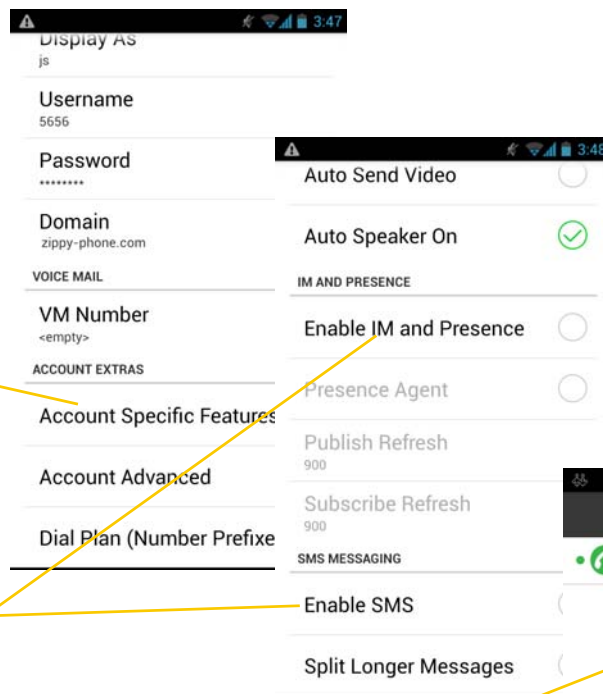 3:47
Display As
js
Username
5656
Password
********
Domain
zippy-phone.com
VOICE MAIL
VM Number
<empty>
ACCOUNT EXTRAS
Account Specific Features
Account Advanced
Dial Plan (Number Prefixe
3:48
Auto Send Video
Auto Speaker On
IM AND PRESENCE
Enable IM and Presence
Presence Agent
Publish Refresh
900
Subscribe Refresh
900
SMS MESSAGING
Enable SMS
Split Longer Messages